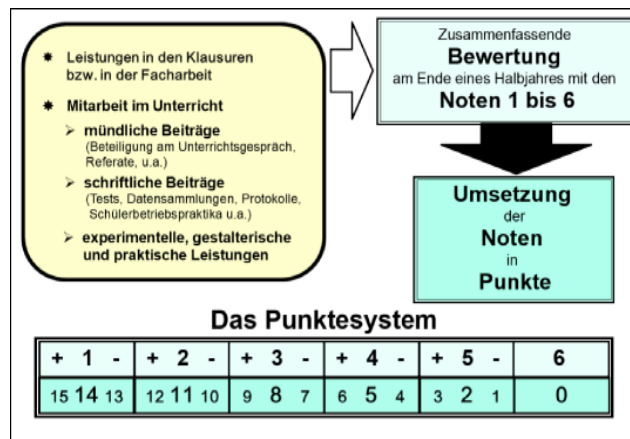 ✷ Leistungen in den Klausuren
bzw. in der Facharbeit
✷ Mitarbeit im Unterricht
➢ mündliche Beiträge
(Beteiligung am Unterrichtsgespräch,
Referate, u.a.)
➢ schriftliche Beiträge
(Tests, Datensammlungen, Protokolle,
Schülerbetriebspraktika u.a.)
➢ experimentelle, gestalterische
und praktische Leistungen
Zusammenfassende
Bewertung
am Ende eines Halbjahres mit den
Noten 1 bis 6
Umsetzung
der
Noten
in
Punkte
Das Punktesystem
+ 1 - + 2 - + 3 - + 4 - + 5 - 6
15 14 13 12 11 10 9 8 7 6 5 4 3 2 1 0